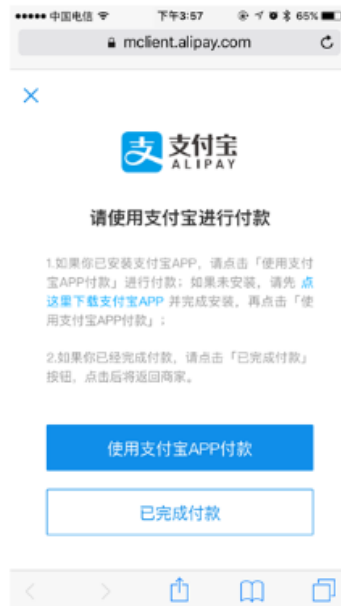 中国电信 下午3:57 65%
mclient.alipay.com
支 支付宝
ALIPAY
请使用支付宝进行付款
1.如果你已安装支付宝APP，请点击「使用支付
宝APP付款」进行付款；如果未安装，请先 点
这里下载支付宝APP 并完成安装，再点击「使
用支付宝APP付款」；
2.如果你已经完成付款，请点击「已完成付款」
按钮，点击后将返回商家。
使用支付宝APP付款
已完成付款